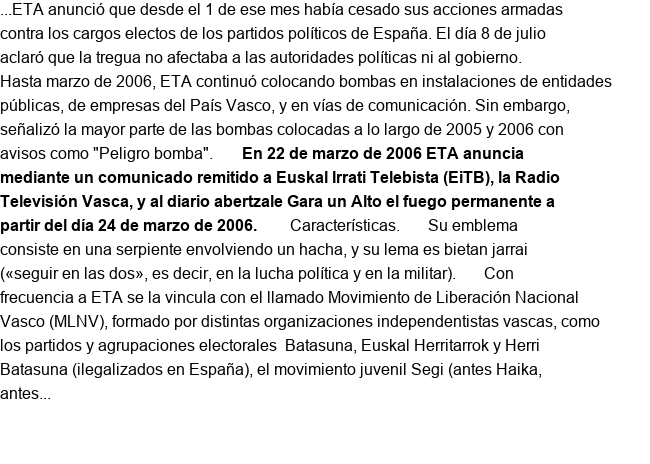 ...ETA anunció que desde el 1 de ese mes había cesado sus acciones armadas
contra los cargos electos de los partidos políticos de España. El día 8 de julio
aclaró que la tregua no afectaba a las autoridades políticas ni al gobierno.
Hasta marzo de 2006, ETA continuó colocando bombas en instalaciones de entidades
públicas, de empresas del País Vasco, y en vías de comunicación. Sin embargo,
señalizó la mayor parte de las bombas colocadas a lo largo de 2005 y 2006 con
avisos como "Peligro bomba". En 22 de marzo de 2006 ETA anuncia
mediante un comunicado remitido a Euskal Irrati Telebista (EiTB), la Radio
Televisión Vasca, y al diario abertzale Gara un Alto el fuego permanente a
partir del día 24 de marzo de 2006. Características. Su emblema
consiste en una serpiente envolviendo un hacha, y su lema es bietan jarrai
(«seguir en las dos», es decir, en la lucha política y en la militar). Con
frecuencia a ETA se la vincula con el llamado Movimiento de Liberación Nacional
Vasco (MLNV), formado por distintas organizaciones independentistas vascas, como
los partidos y agrupaciones electorales Batasuna, Euskal Herritarrok y Herri
Batasuna (ilegalizados en España), el movimiento juvenil Segi (antes Haika,
antes...